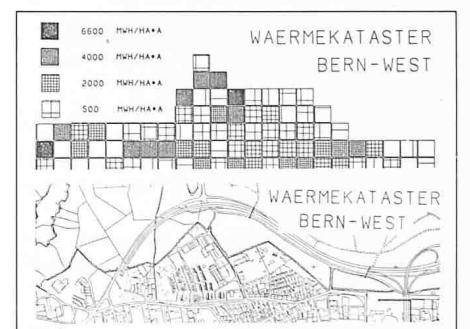 6600 MWH/HA*A
4000 MWH/HA*A
2000 MWH/HA*A
500 MWH/HA*A
WAERMEKATASTER
BERN-WEST
WAERMEKATASTER
BERN-WEST